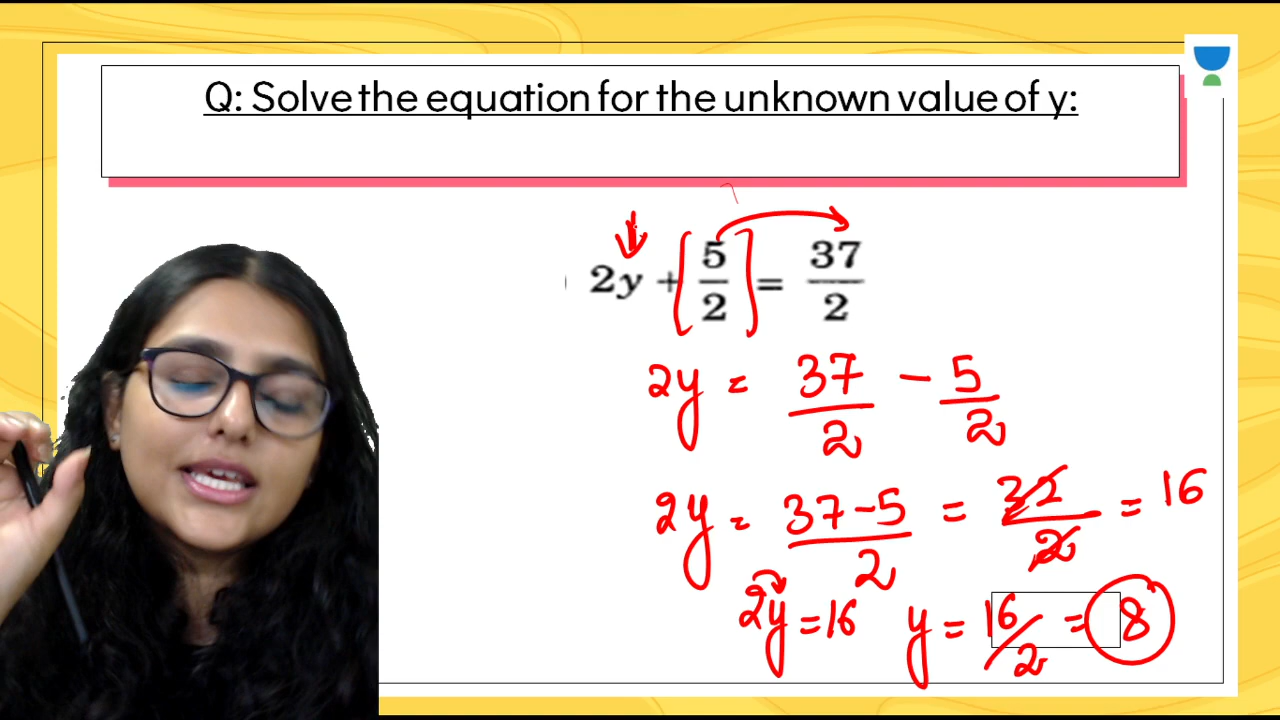 Q: Solve the equation for the unknown value of y:
2y + [5/2] = 37/2
2y = 37/2 - 5/2
2y = 37-5/2 = 32/2 = 16
2y = 16 y = 16/2 = 8